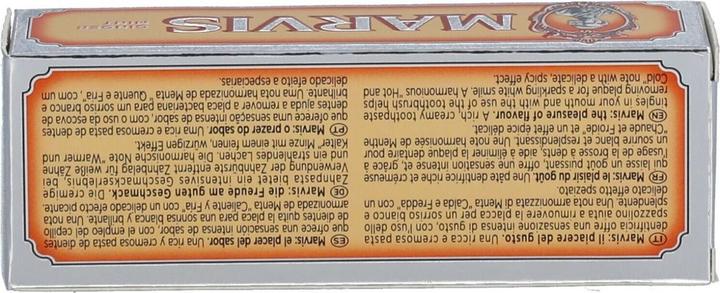 IT Marvis: il piacere del gusto. Una ricca e cremosa pasta
dentifricia offre una sensazione intensa di gusto, con l'uso dello
spazzolino aiuta a rimuovere la placca per un sorriso bianco e
splendente. Una nota armonizzata di Menta "Calda e Fredda" con un
delicato effetto speziato.
FR Marvis: le plaisir du goût. Une pâte dentifrice riche et crémeuse
qui laisse un goût puissant, offre une sensation intense et, grâce à
l'usage de la brosse à dents, aide à éliminer la plaque dentaire pour
un sourire blanc et resplendissant. Une note harmonisée de Menthe
"Chaude et Froide" et un effet épice délicat.
EN Marvis: the pleasure of flavour. A rich, creamy toothpaste
tingles in your mouth and with the use of the toothbrush helps
removing plaque for a sparkling white smile. A harmonious "Hot and
Cold" note with a delicate, spicy effect.
ES Marvis: el placer del sabor. Una rica y cremosa pasta de dientes
que ofrece una sensación intensa de sabor, con el empleo del cepillo
de dientes quita la placa para una sonrisa blanca y brillante. Una nota
armonizada de Menta "Caliente y Fria" con un delicado efecto picante.
DE Marvis: die Freude am guten Geschmack. Die cremige
Zahnpasta bietet ein intensives Geschmackerlebnis, bei
Verwendung der Zahnbürste entfernt Zahnbelag für weiße Zähne
und ein strahlendes Lachen. Die harmonische Note "Warmer und
kalter" Minze mit einem feinen, würzigen Effekt.
PT Marvis: o prazer do sabor. Uma rica e cremosa pasta de dentes
que oferece uma sensação intensa de sabor, com o uso da escova de
dentes ajuda a remover a placa bacteriana para um sorriso branco e
brilhante. Uma nota harmonizada de Menta "Quente e Fria", com um
delicado efeito a especiarias.
MARVIS
GINGER
MINT